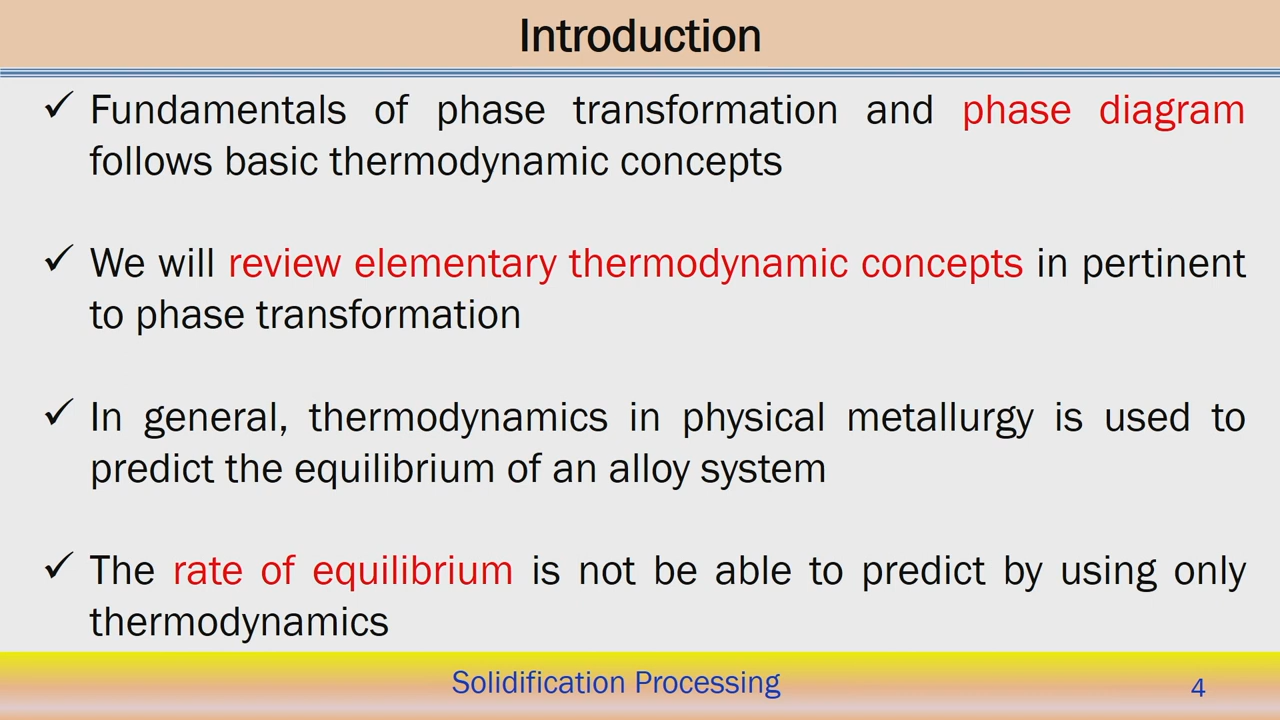 Introduction
✓ Fundamentals of phase transformation and phase diagram
follows basic thermodynamic concepts
✓ We will review elementary thermodynamic concepts in pertinent
to phase transformation
✓ In general, thermodynamics in physical metallurgy is used to
predict the equilibrium of an alloy system
✓ The rate of equilibrium is not be able to predict by using only
thermodynamics
Solidification Processing
4